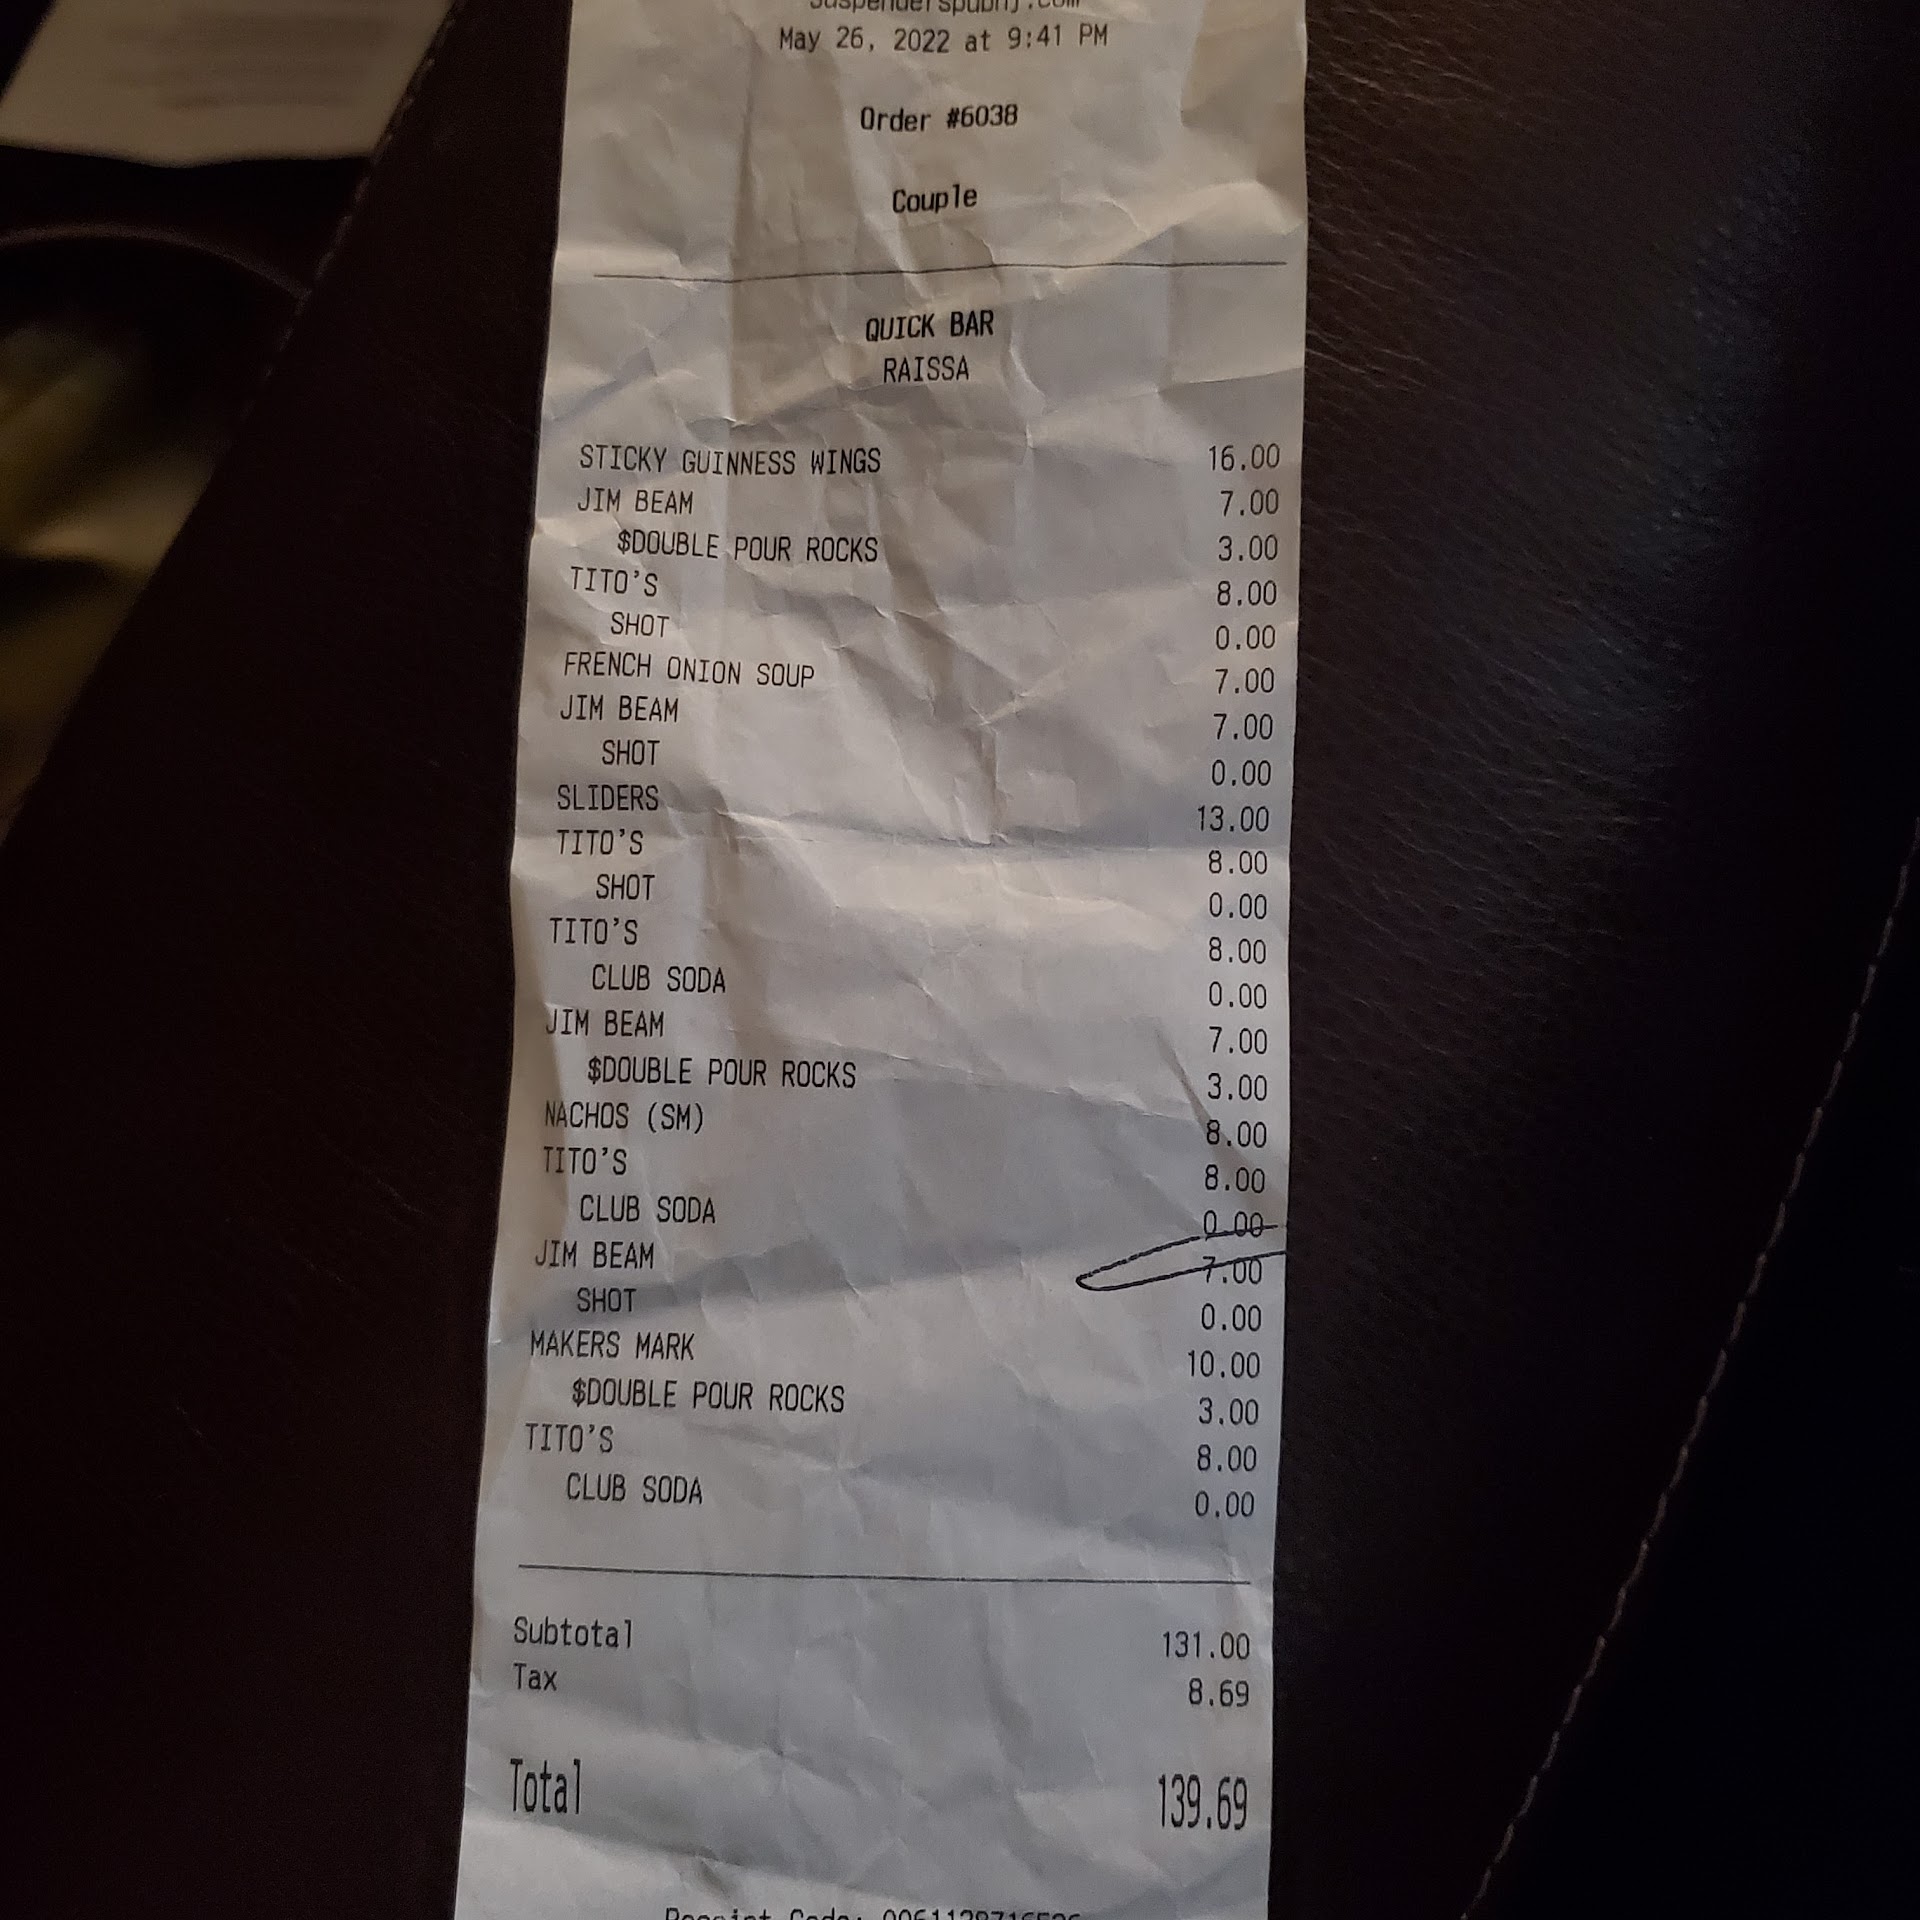 May 26, 2022 at 9:41 PM
Order #6038
Couple
QUICK BAR
RAISSA
STICKY GUINNESS WINGS 16.00
JIM BEAM 7.00
$DOUBLE POUR ROCKS 3.00
TITO'S 8.00
SHOT 0.00
FRENCH ONION SOUP 7.00
JIM BEAM 7.00
SHOT 0.00
SLIDERS 13.00
TITO'S 8.00
SHOT 0.00
TITO'S 8.00
CLUB SODA 0.00
JIM BEAM 7.00
$DOUBLE POUR ROCKS 3.00
NACHOS (SM) 8.00
TITO'S 8.00
CLUB SODA 0.00
JIM BEAM 7.00
SHOT 0.00
MAKERS MARK 10.00
$DOUBLE POUR ROCKS 3.00
TITO'S 8.00
CLUB SODA 0.00
Subtotal 131.00
Tax 8.69
Total 139.69
Receipt Code: